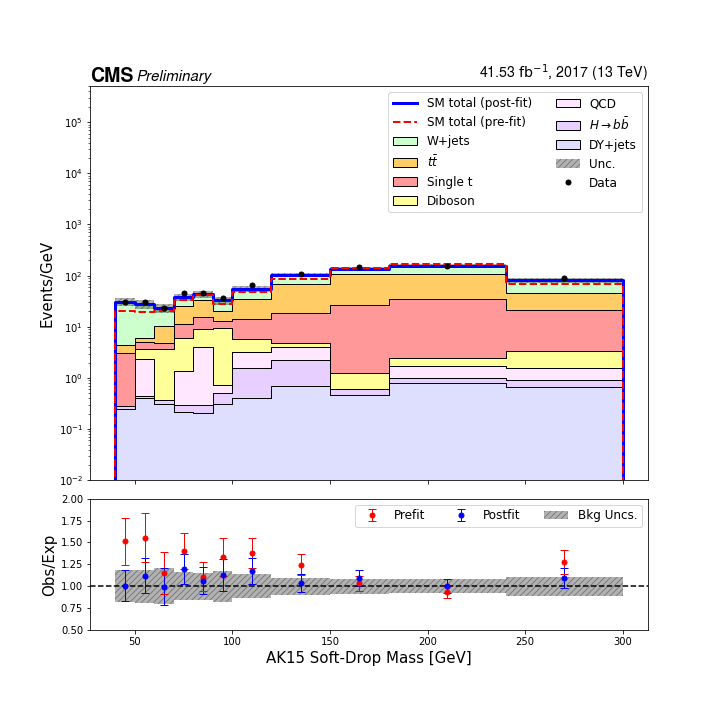 CMS Preliminary 41.53 fb⁻¹, 2017 (13 TeV)
Events/GeV
10⁵
10⁴
10³
10²
10¹
10⁰
10⁻¹
10⁻²
SM total (post-fit)
SM total (pre-fit)
W+jets
tt̄
Single t
Diboson
QCD
H→bb̄
DY+jets
Unc.
Data
Obs/Exp
2.00
1.75
1.50
1.25
1.00
0.75
0.50
Prefit Postfit Bkg Uncs.
50 100 150 200 250 300
AK15 Soft-Drop Mass [GeV]